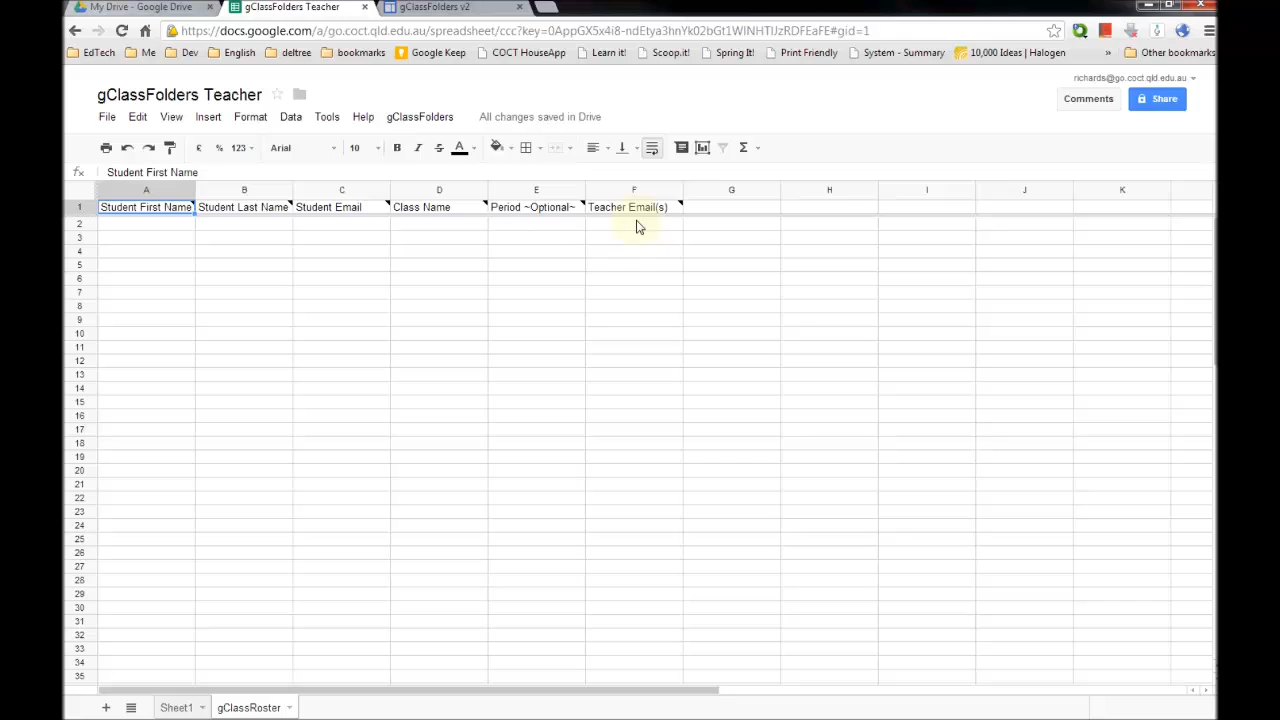 My Drive - Google Drive × gClassFolders Teacher × gClassFolders v2 ×
https://docs.google.com/a/go.coct.qld.edu.au/spreadsheet/ccc?key=0AppGX5x4i8-ndEtya3hnYk02bGt1WlNHTlJzRDFEaFE#gid=1
EdTech Me Dev English deltree bookmarks Google Keep COCT HouseApp Learn it! Scoop.it! Spring It! Print Friendly System - Summary 10,000 Ideas | Halogen » Other bookmarks
richards@go.coct.qld.edu.au
gClassFolders Teacher
Comments Share
File Edit View Insert Format Data Tools Help gClassFolders All changes saved in Drive
£ % 123 Arial 10 B I S A Σ
fx Student First Name
A B C D E F G H I J K
1 Student First Name Student Last Name Student Email Class Name Period ~Optional~ Teacher Email(s)
2
3
4
5
6
7
8
9
10
11
12
13
14
15
16
17
18
19
20
21
22
23
24
25
26
27
28
29
30
31
32
33
34
35
+ Sheet1 gClassRoster